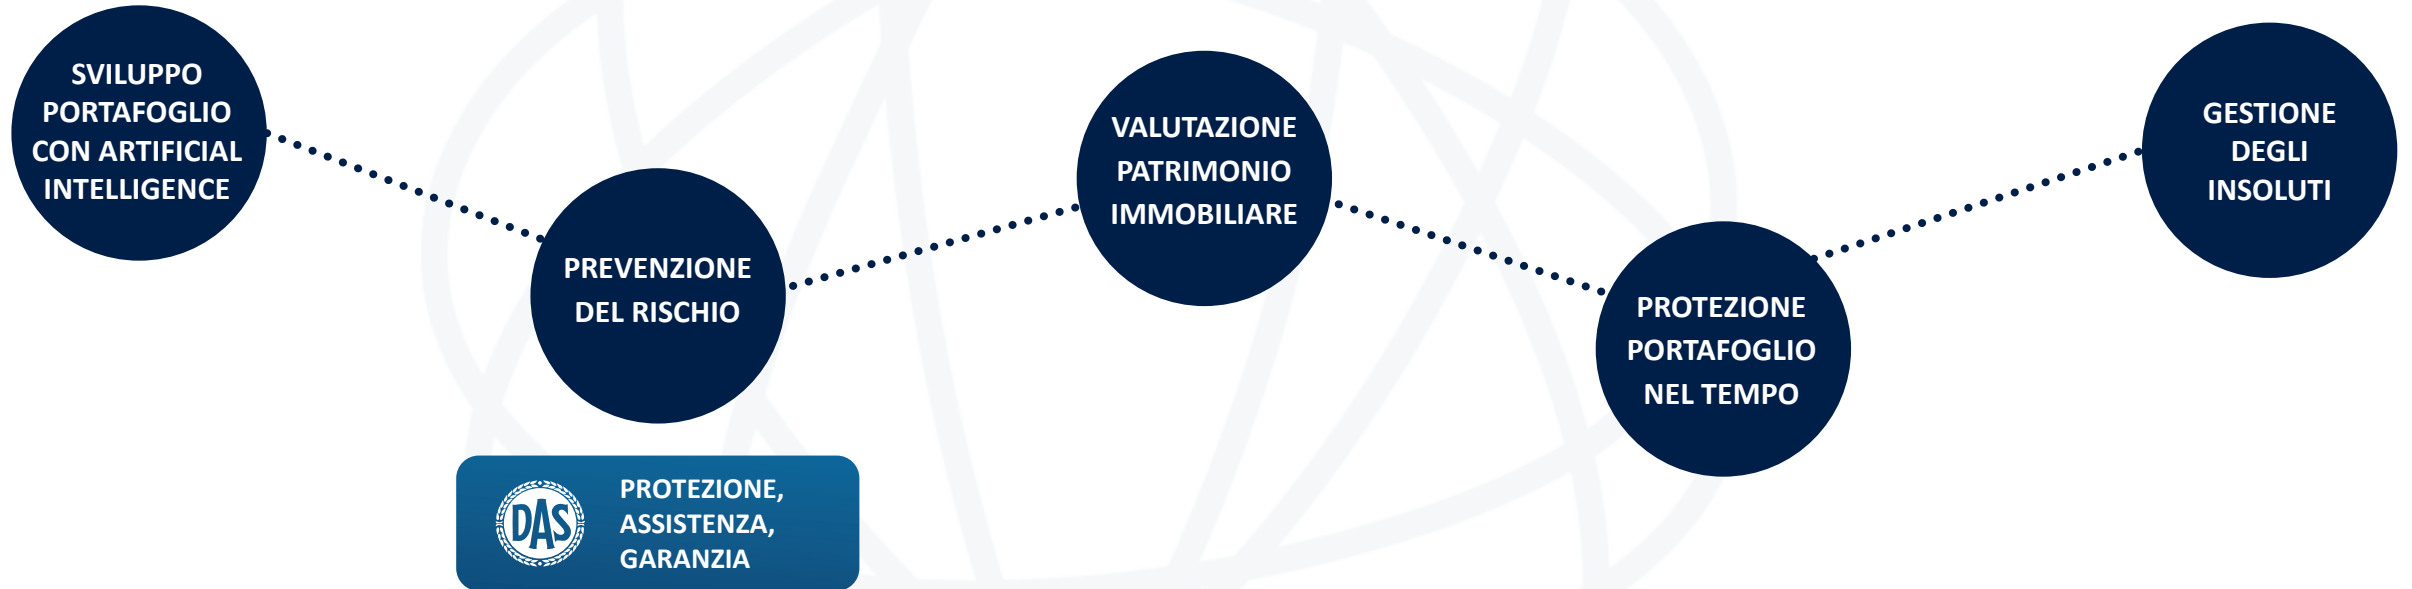 SVILUPPO
PORTAFOGLIO
CON ARTIFICIAL
INTELLIGENCE
PREVENZIONE
DEL RISCHIO
VALUTAZIONE
PATRIMONIO
IMMOBILIARE
PROTEZIONE
PORTAFOGLIO
NEL TEMPO
GESTIONE
DEGLI
INSOLUTI
DAS
PROTEZIONE,
ASSISTENZA,
GARANZIA